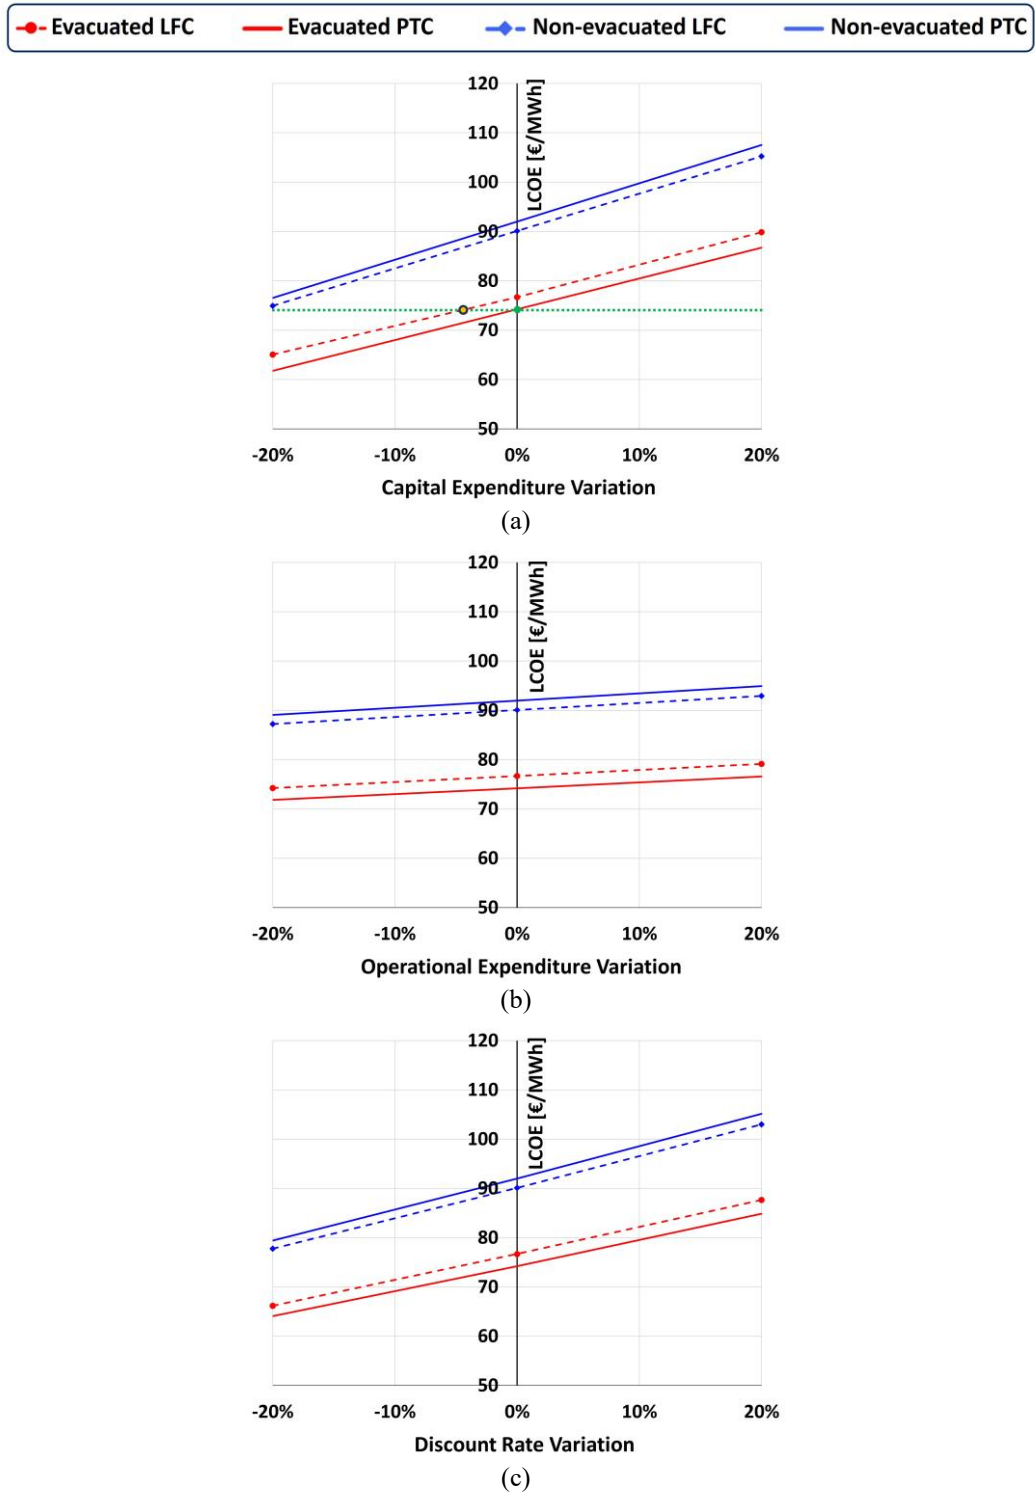 Evacuated LFC Evacuated PTC Non-evacuated LFC Non-evacuated PTC
LCOE [€/MWh]
120
110
100
90
80
70
60
50
-20% -10% 0% 10% 20%
Capital Expenditure Variation
(a)
LCOE [€/MWh]
120
110
100
90
80
70
60
50
-20% -10% 0% 10% 20%
Operational Expenditure Variation
(b)
LCOE [€/MWh]
120
110
100
90
80
70
60
50
-20% -10% 0% 10% 20%
Discount Rate Variation
(c)